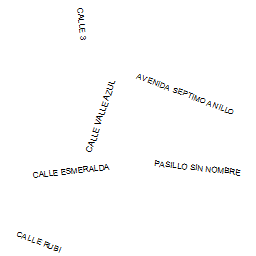 CALLE 3
AVENIDA SEPTIMO ANILLO
CALLE VALLE AZUL
CALLE ESMERALDA
PASILLO SIN NOMBRE
CALLE RUBI